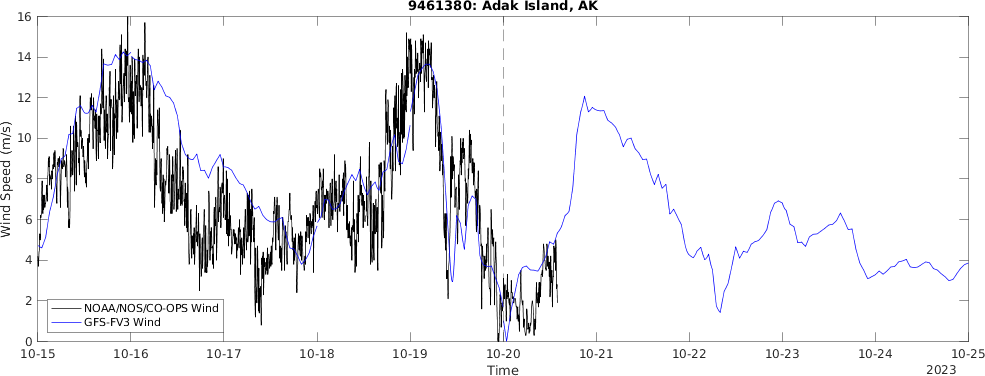 9461380: Adak Island, AK
Wind Speed (m/s)
16
14
12
10
8
6
4
2
0
NOAA/NOS/CO-OPS Wind
GFS-FV3 Wind
10-15 10-16 10-17 10-18 10-19 10-20 10-21 10-22 10-23 10-24 10-25
Time
2023